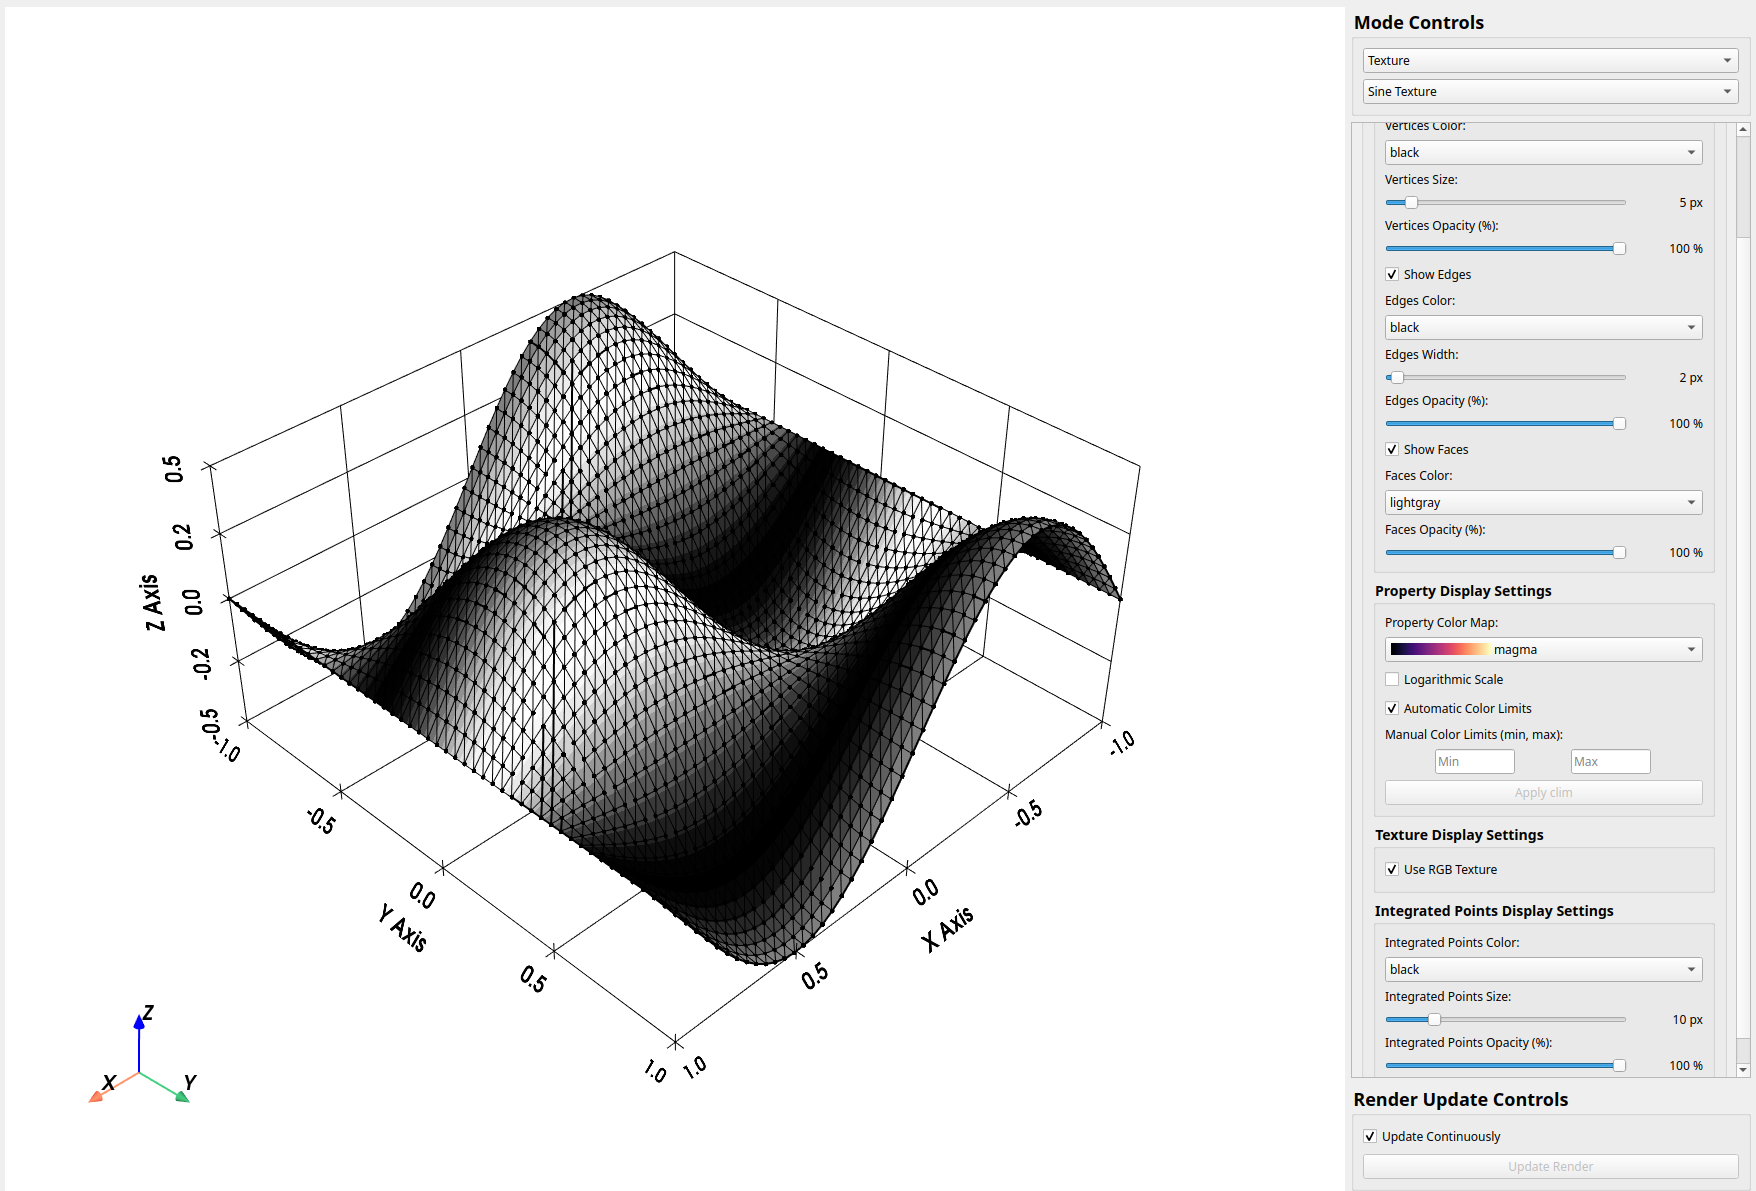 0.5
0.2
0.0
-0.2
-0.5
Z Axis
-1.0
-0.5
0.0
0.5
1.0
Y Axis
1.0
0.5
0.0
-0.5
-1.0
X Axis
Z
X
Y
Mode Controls
Texture
Sine Texture
Vertices Color:
black
Vertices Size:
5 px
Vertices Opacity (%):
100 %
Show Edges
Edges Color:
black
Edges Width:
2 px
Edges Opacity (%):
100 %
Show Faces
Faces Color:
lightgray
Faces Opacity (%):
100 %
Property Display Settings
Property Color Map:
magma
Logarithmic Scale
Automatic Color Limits
Manual Color Limits (min, max):
Min Max
Apply clim
Texture Display Settings
Use RGB Texture
Integrated Points Display Settings
Integrated Points Color:
black
Integrated Points Size:
10 px
Integrated Points Opacity (%):
100 %
Render Update Controls
Update Continuously
Update Render